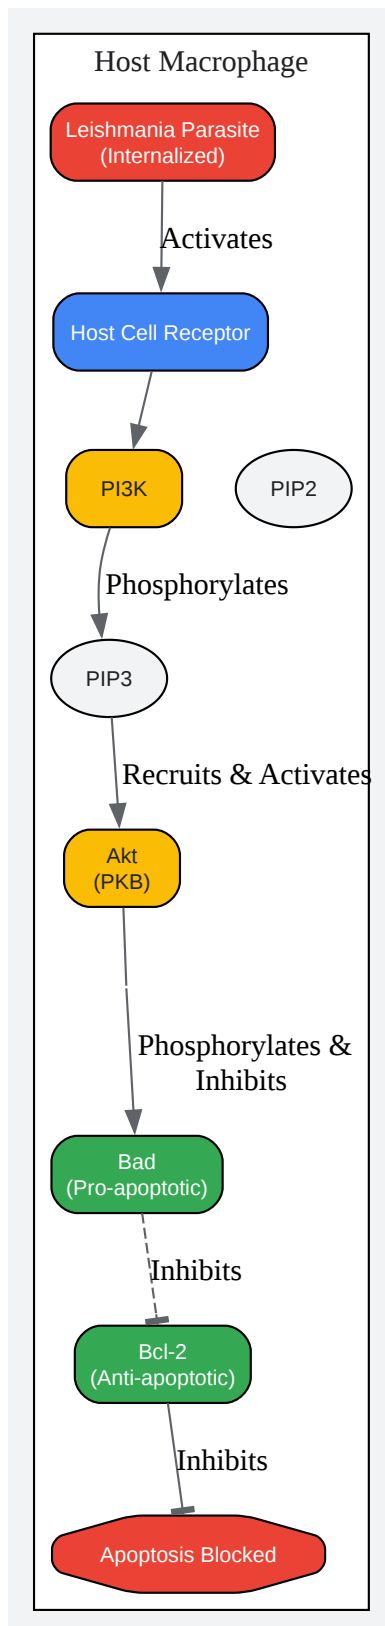 Host Macrophage
Leishmania Parasite
(Internalized)
Activates
Host Cell Receptor
PI3K
PIP2
Phosphorylates
PIP3
Recruits & Activates
Akt
(PKB)
Phosphorylates &
Inhibits
Bad
(Pro-apoptotic)
Inhibits
Bcl-2
(Anti-apoptotic)
Inhibits
Apoptosis Blocked